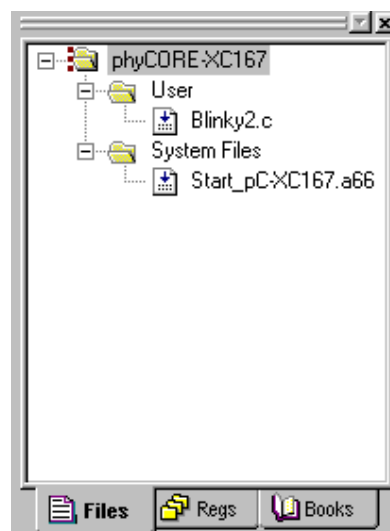 phyCORE-XC167
User
Blinky2.c
System Files
Start_pC-XC167.a66
Files Regs Books